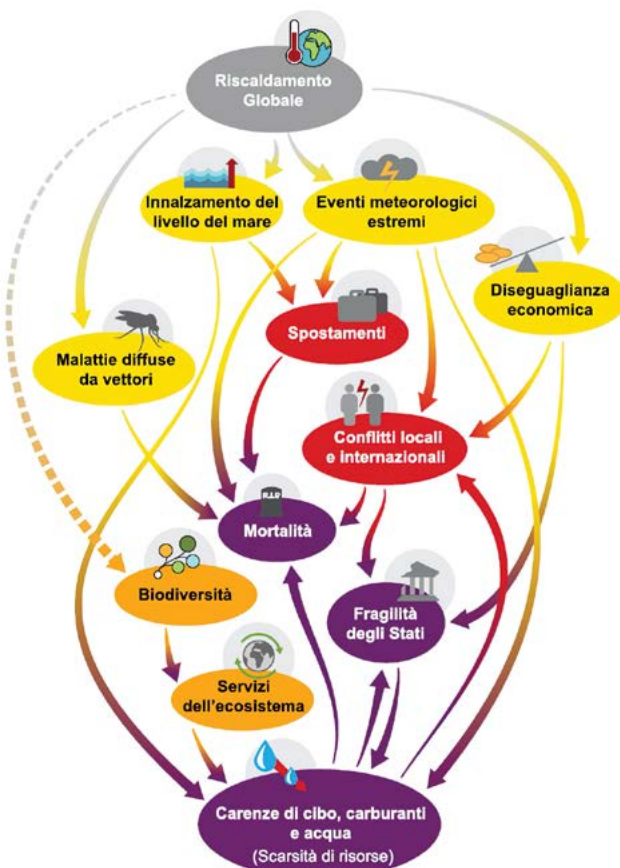 Riscaldamento
Globale
Innalzamento del
livello del mare
Eventi meteorologici
estremi
Diseguaglianza
economica
Spostamenti
Malattie diffuse
da vettori
Conflitti locali
e internazionali
R.I.P
Mortalità
Biodiversità
Fragilità
degli Stati
Servizi
dell'ecosistema
Carenze di cibo, carburanti
e acqua
(Scarsità di risorse)